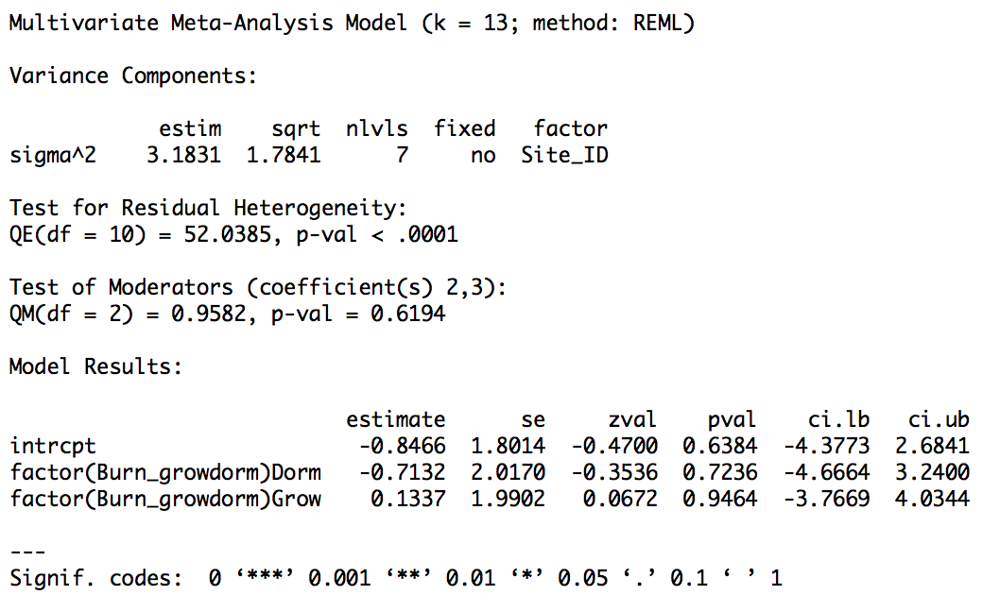 Multivariate Meta-Analysis Model (k = 13; method: REML)
Variance Components:
estim sqrt nlvls fixed factor
sigma^2 3.1831 1.7841 7 no Site_ID
Test for Residual Heterogeneity:
QE(df = 10) = 52.0385, p-val < .0001
Test of Moderators (coefficient(s) 2,3):
QM(df = 2) = 0.9582, p-val = 0.6194
Model Results:
estimate se zval pval ci.lb ci.ub
intrcpt -0.8466 1.8014 -0.4700 0.6384 -4.3773 2.6841
factor(Burn_growdorm)Dorm -0.7132 2.0170 -0.3536 0.7236 -4.6664 3.2400
factor(Burn_growdorm)Grow 0.1337 1.9902 0.0672 0.9464 -3.7669 4.0344
---
Signif. codes: 0 ‘***’ 0.001 ‘**’ 0.01 ‘*’ 0.05 ‘.’ 0.1 ‘ ’ 1